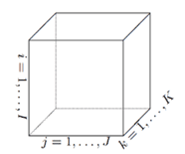 i = 1, . . . , I
j = 1, . . . , J
k = 1, . . . , K